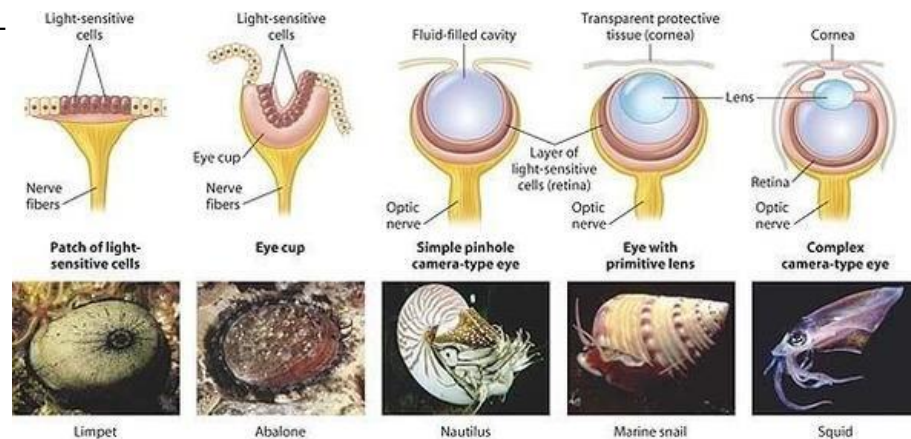 Light-sensitive
cells
Nerve
fibers
Patch of light-
sensitive cells
Limpet
Light-sensitive
cells
Eye cup
Nerve
fibers
Eye cup
Abalone
Fluid-filled cavity
Layer of
light-sensitive
cells (retina)
Optic
nerve
Simple pinhole
camera-type eye
Nautilus
Transparent protective
tissue (cornea)
Lens
Optic
nerve
Eye with
primitive lens
Marine snail
Cornea
Retina
Optic
nerve
Complex
camera-type eye
Squid